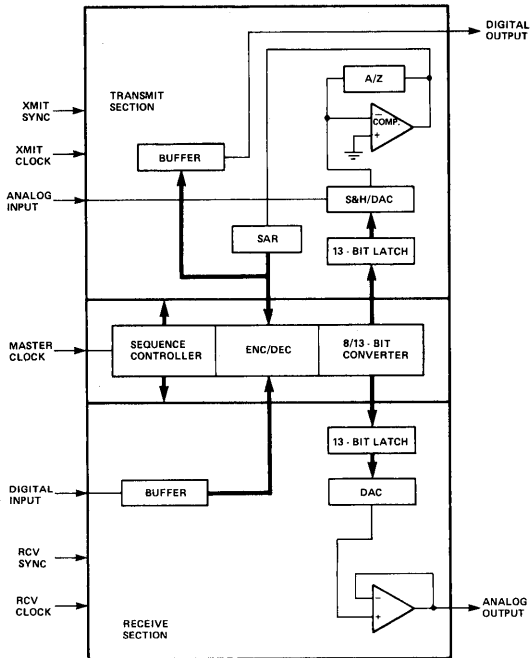 DIGITAL
OUTPUT
TRANSMIT
SECTION
A/Z
XMIT
SYNC
−
COMP.
+
XMIT
CLOCK
BUFFER
ANALOG
INPUT
S&H/DAC
SAR
13 - BIT LATCH
MASTER
CLOCK
SEQUENCE
CONTROLLER
ENC/DEC
8/13 - BIT
CONVERTER
13 - BIT LATCH
DIGITAL
INPUT
BUFFER
DAC
RCV
SYNC
−
+
RCV
CLOCK
ANALOG
OUTPUT
RECEIVE
SECTION